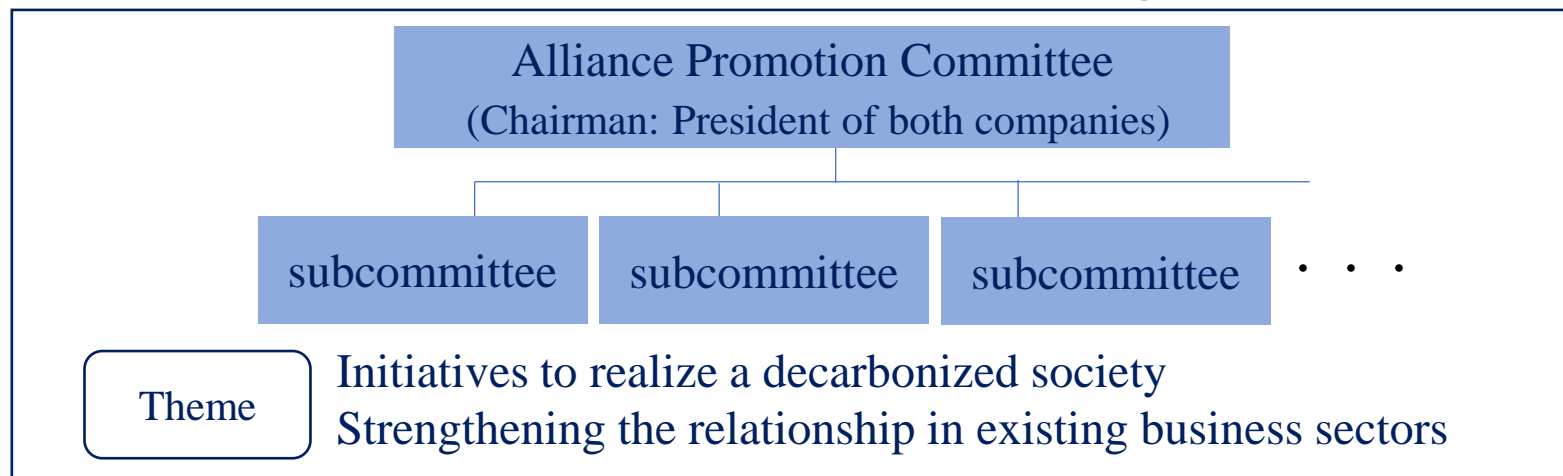 Alliance Promotion Committee
(Chairman: President of both companies)
subcommittee
subcommittee
subcommittee
· · ·
Theme
Initiatives to realize a decarbonized society
Strengthening the relationship in existing business sectors